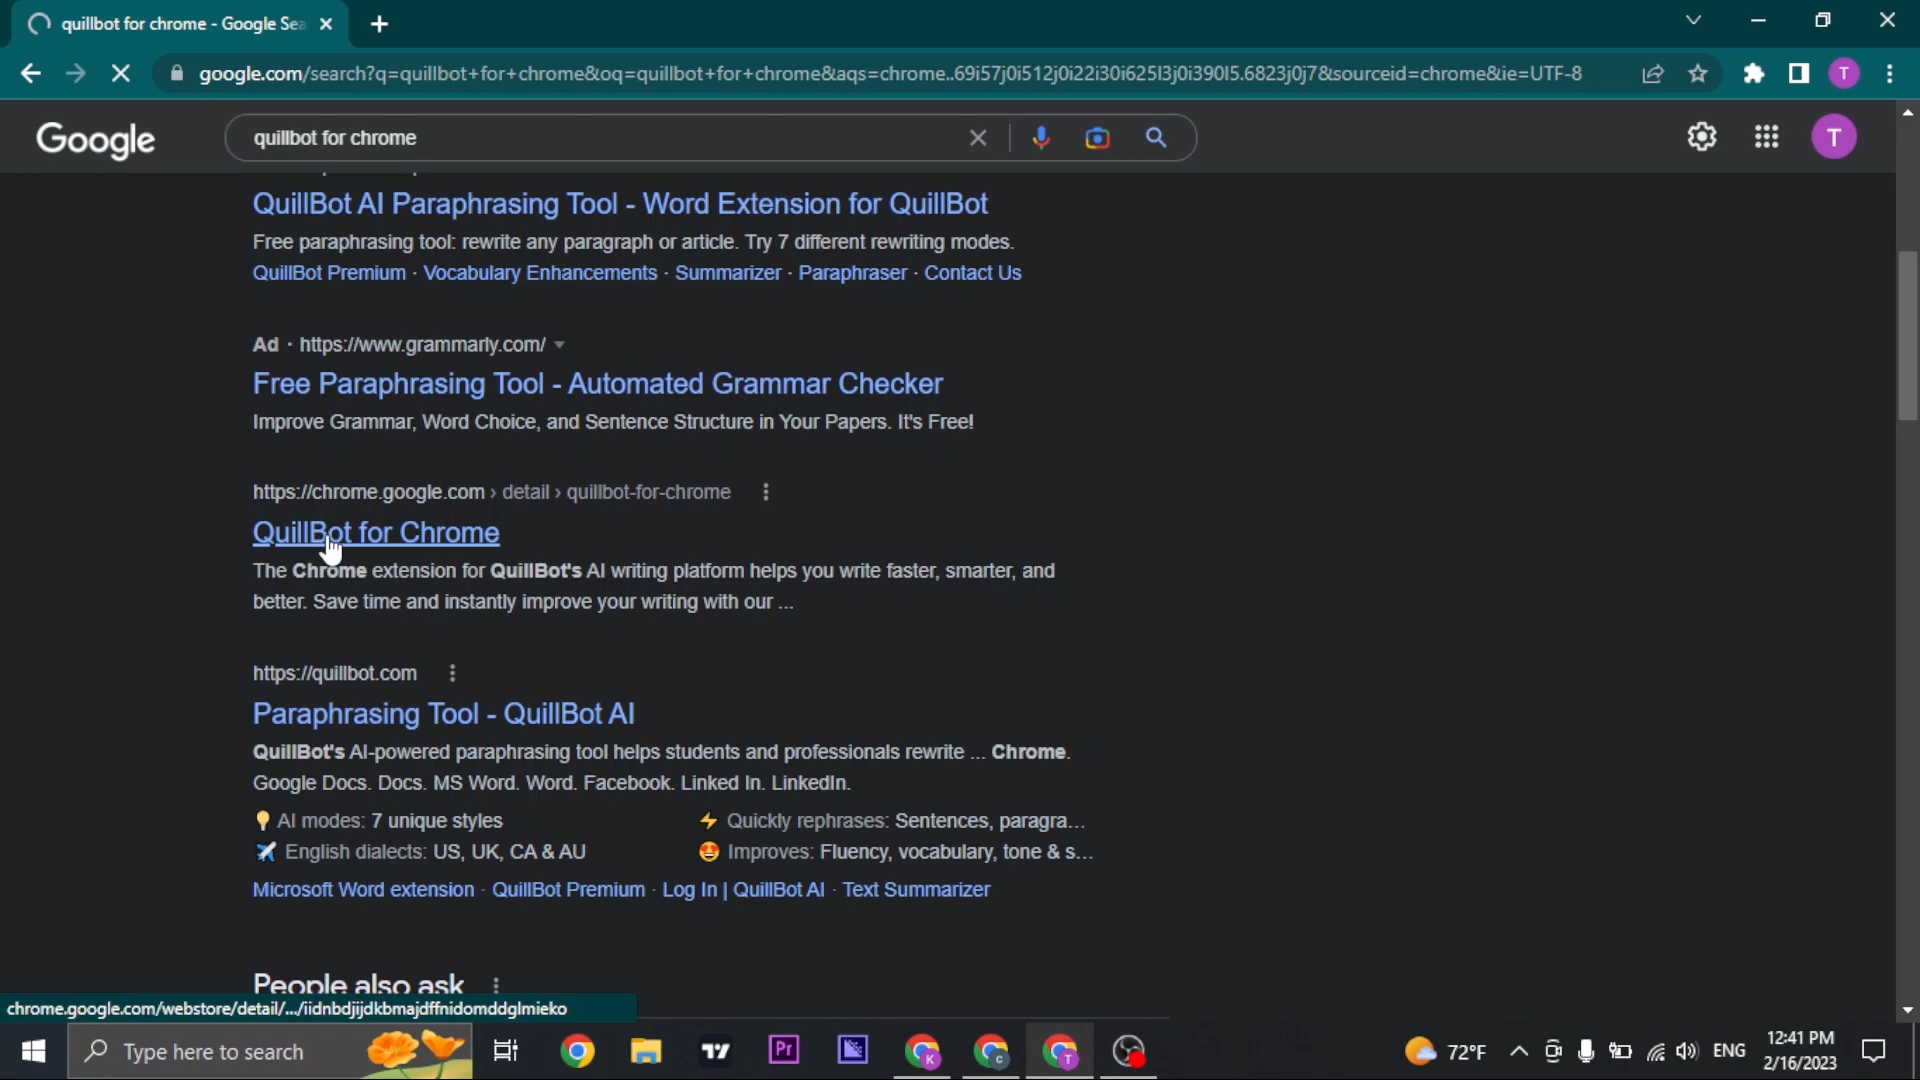 quillbot for chrome - Google Sea
google.com/search?q=quillbot+for+chrome&oq=quillbot+for+chrome&aqs=chrome..69i57j0i512j0i22i30i625l3j0i390l5.6823j0j7&sourceid=chrome&ie=UTF-8
T
Google
quillbot for chrome
T
QuillBot AI Paraphrasing Tool - Word Extension for QuillBot
Free paraphrasing tool: rewrite any paragraph or article. Try 7 different rewriting modes.
QuillBot Premium · Vocabulary Enhancements · Summarizer · Paraphraser · Contact Us
Ad · https://www.grammarly.com/
Free Paraphrasing Tool - Automated Grammar Checker
Improve Grammar, Word Choice, and Sentence Structure in Your Papers. It's Free!
https://chrome.google.com › detail › quillbot-for-chrome
QuillBot for Chrome
The Chrome extension for QuillBot's AI writing platform helps you write faster, smarter, and
better. Save time and instantly improve your writing with our ...
https://quillbot.com
Paraphrasing Tool - QuillBot AI
QuillBot's AI-powered paraphrasing tool helps students and professionals rewrite ... Chrome.
Google Docs. Docs. MS Word. Word. Facebook. Linked In. LinkedIn.
AI modes: 7 unique styles
Quickly rephrases: Sentences, paragra...
English dialects: US, UK, CA & AU
Improves: Fluency, vocabulary, tone & s...
Microsoft Word extension · QuillBot Premium · Log In | QuillBot AI · Text Summarizer
People also ask
chrome.google.com/webstore/detail/.../iidnbdjijdkbmajdffnidomddglmieko
Type here to search
Pr
K
C
T
72°F
ENG
12:41 PM
2/16/2023